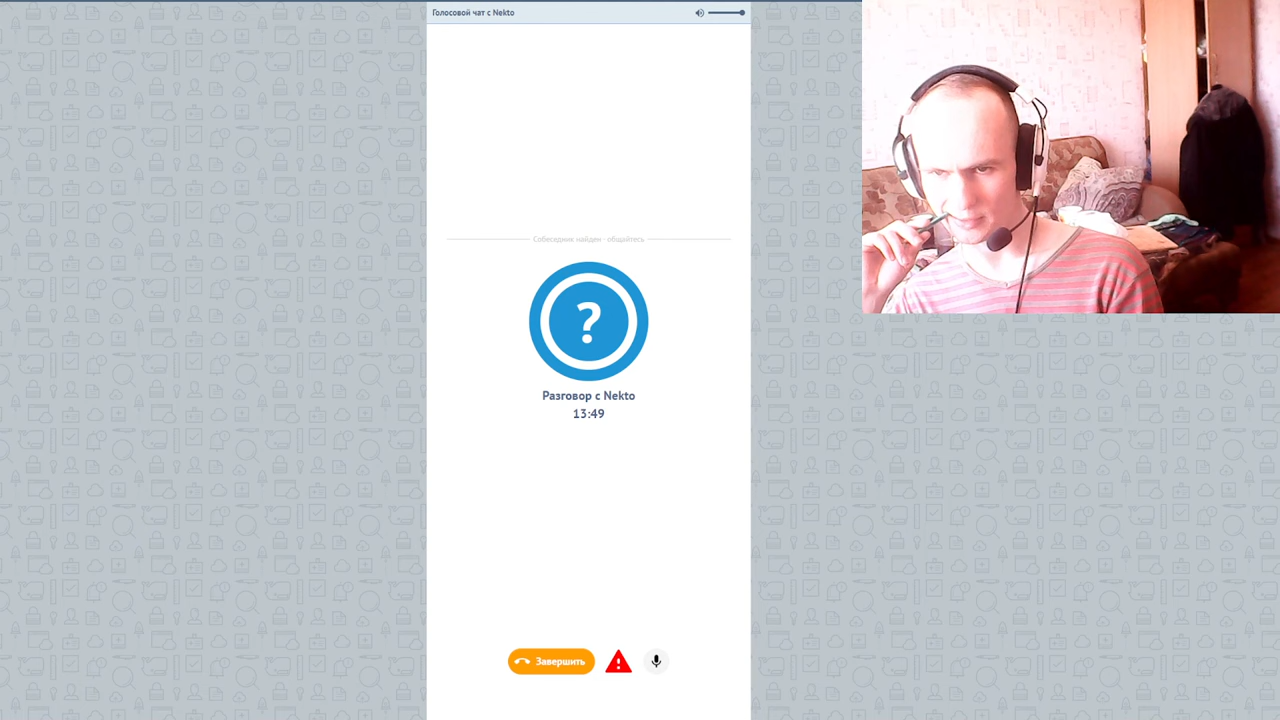 Голосовой чат с Nekto
Собеседник найден - общайтесь
?
Разговор с Nekto
13:49
Завершить